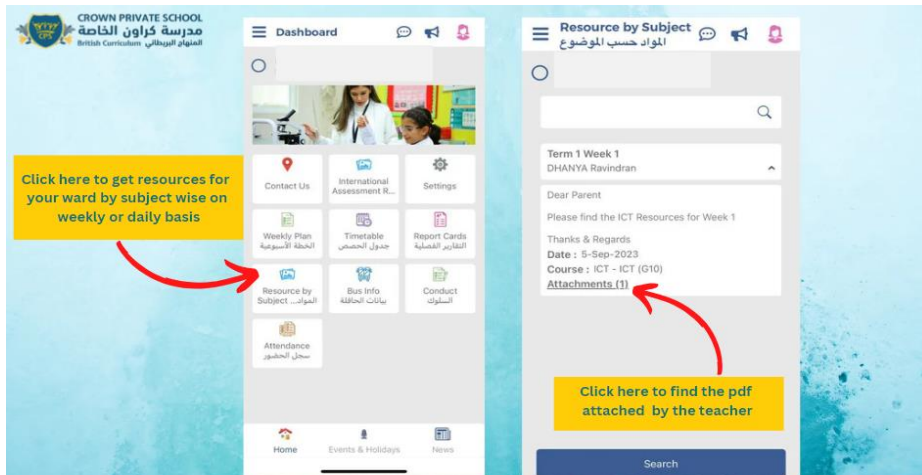 CROWN PRIVATE SCHOOL
مدرسة كراون الخاصة
British Curriculum المنهاج البريطاني
Click here to get resources for
your ward by subject wise on
weekly or daily basis
Dashboard
Contact Us
International
Assessment R...
Settings
Weekly Plan
الخطة الأسبوعية
Timetable
جدول الحصص
Report Cards
التقارير الفصلية
Resource by
Subject ...المواد
Bus Info
بيانات الحافلة
Conduct
السلوك
Attendance
سجل الحضور
Home
Events & Holidays
News
Resource by Subject
المواد حسب الموضوع
Term 1 Week 1
DHANYA Ravindran
Dear Parent
Please find the ICT Resources for Week 1
Thanks & Regards
Date : 5-Sep-2023
Course : ICT - ICT (G10)
Attachments (1)
Click here to find the pdf
attached by the teacher
Search